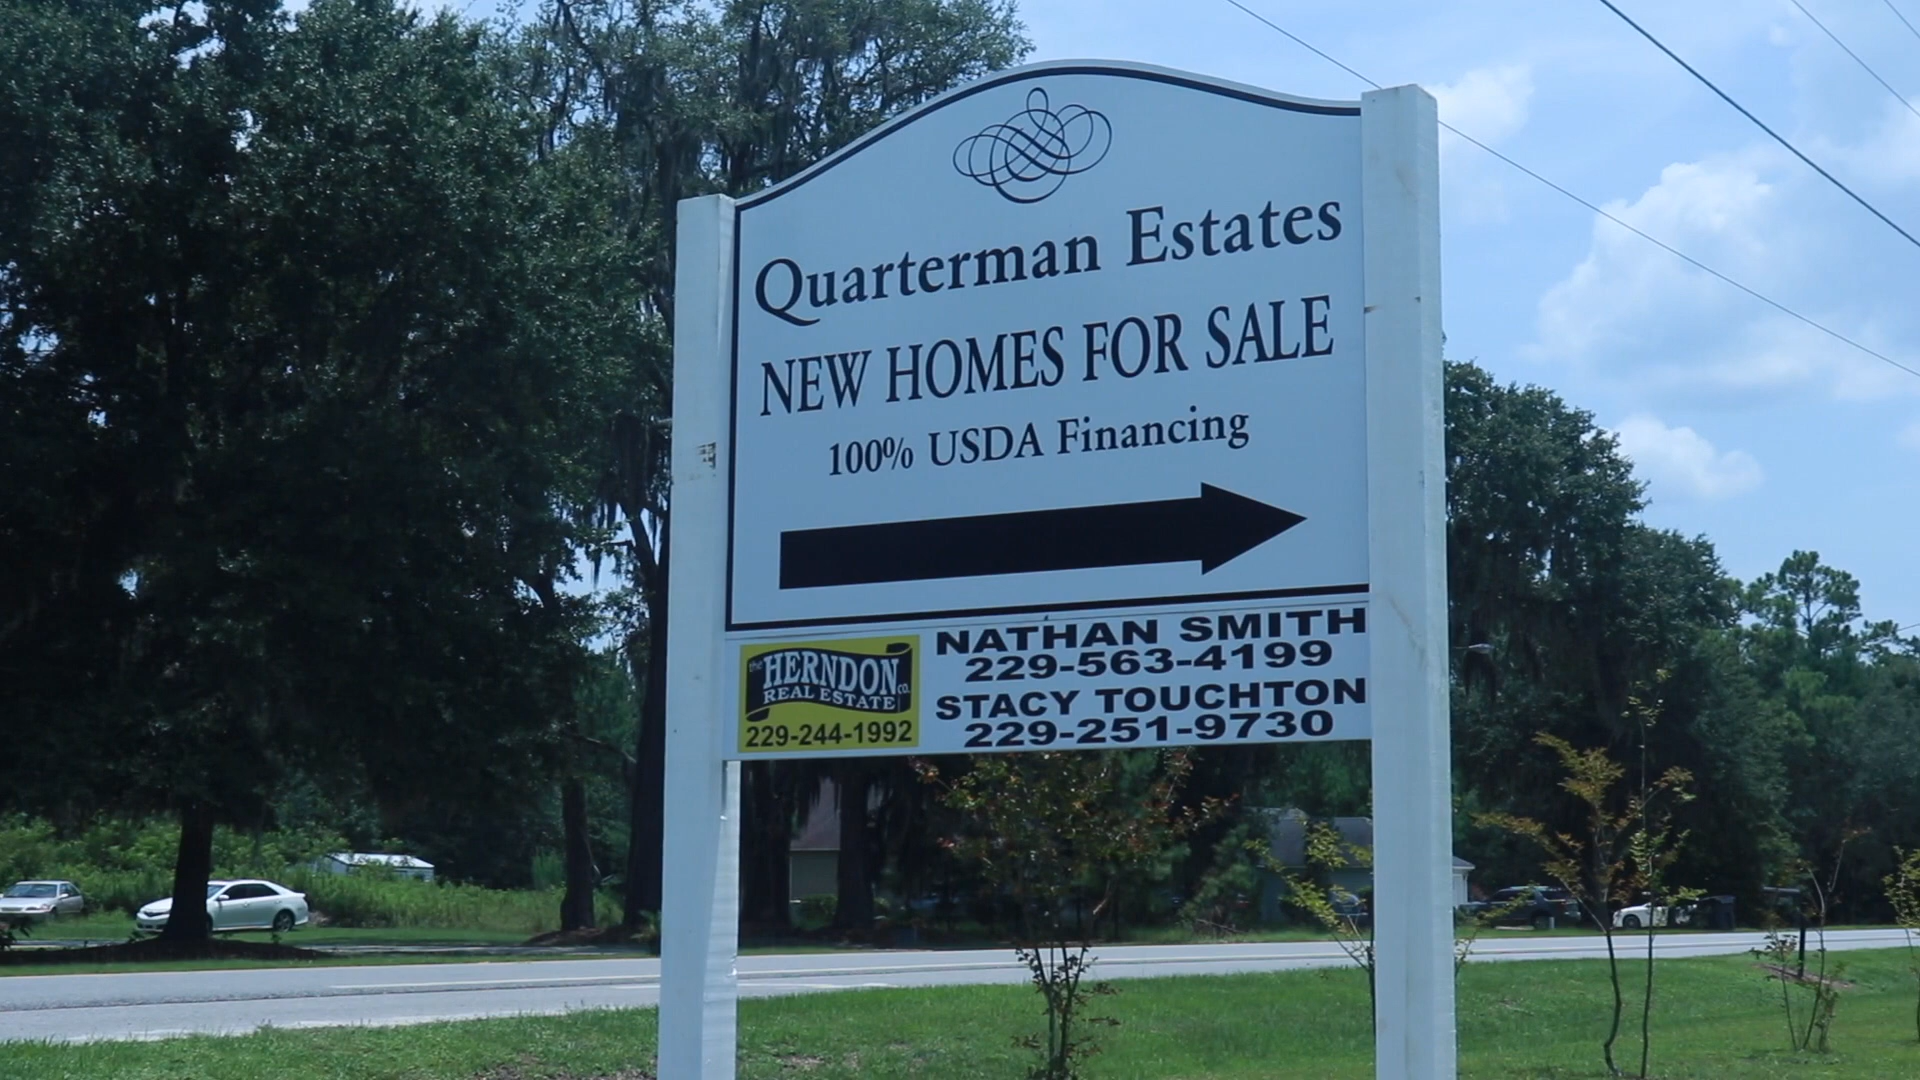 Quarterman Estates
NEW HOMES FOR SALE
100% USDA Financing
the HERNDON
REAL ESTATE CO.
229-244-1992
NATHAN SMITH
229-563-4199
STACY TOUCHTON
229-251-9730